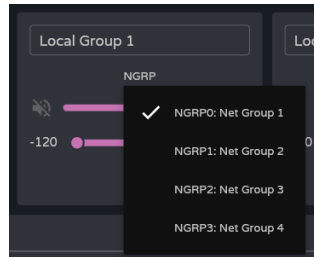 Local Group 1
Loc
NGRP
NGRP0: Net Group 1
-120
0
NGRP1: Net Group 2
NGRP2: Net Group 3
NGRP3: Net Group 4